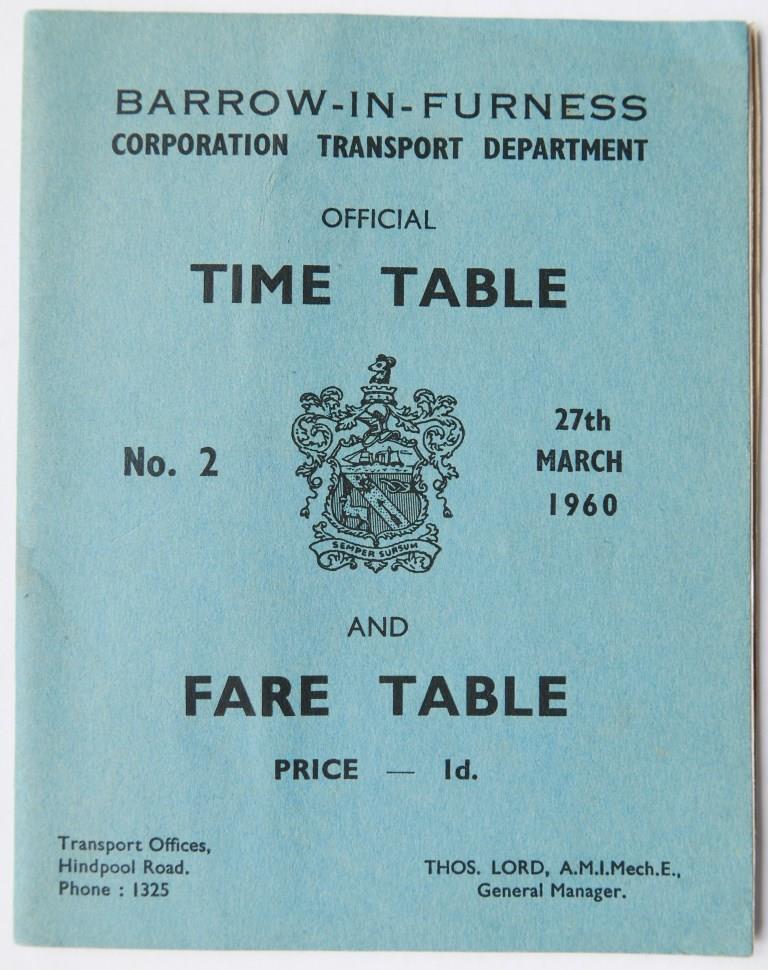 BARROW-IN-FURNESS
CORPORATION TRANSPORT DEPARTMENT
OFFICIAL
TIME TABLE
No. 2
27th
MARCH
1960
SEMPER SURSUM
AND
FARE TABLE
PRICE — 1d.
Transport Offices,
Hindpool Road.
Phone : 1325
THOS. LORD, A.M.I.Mech.E.,
General Manager.